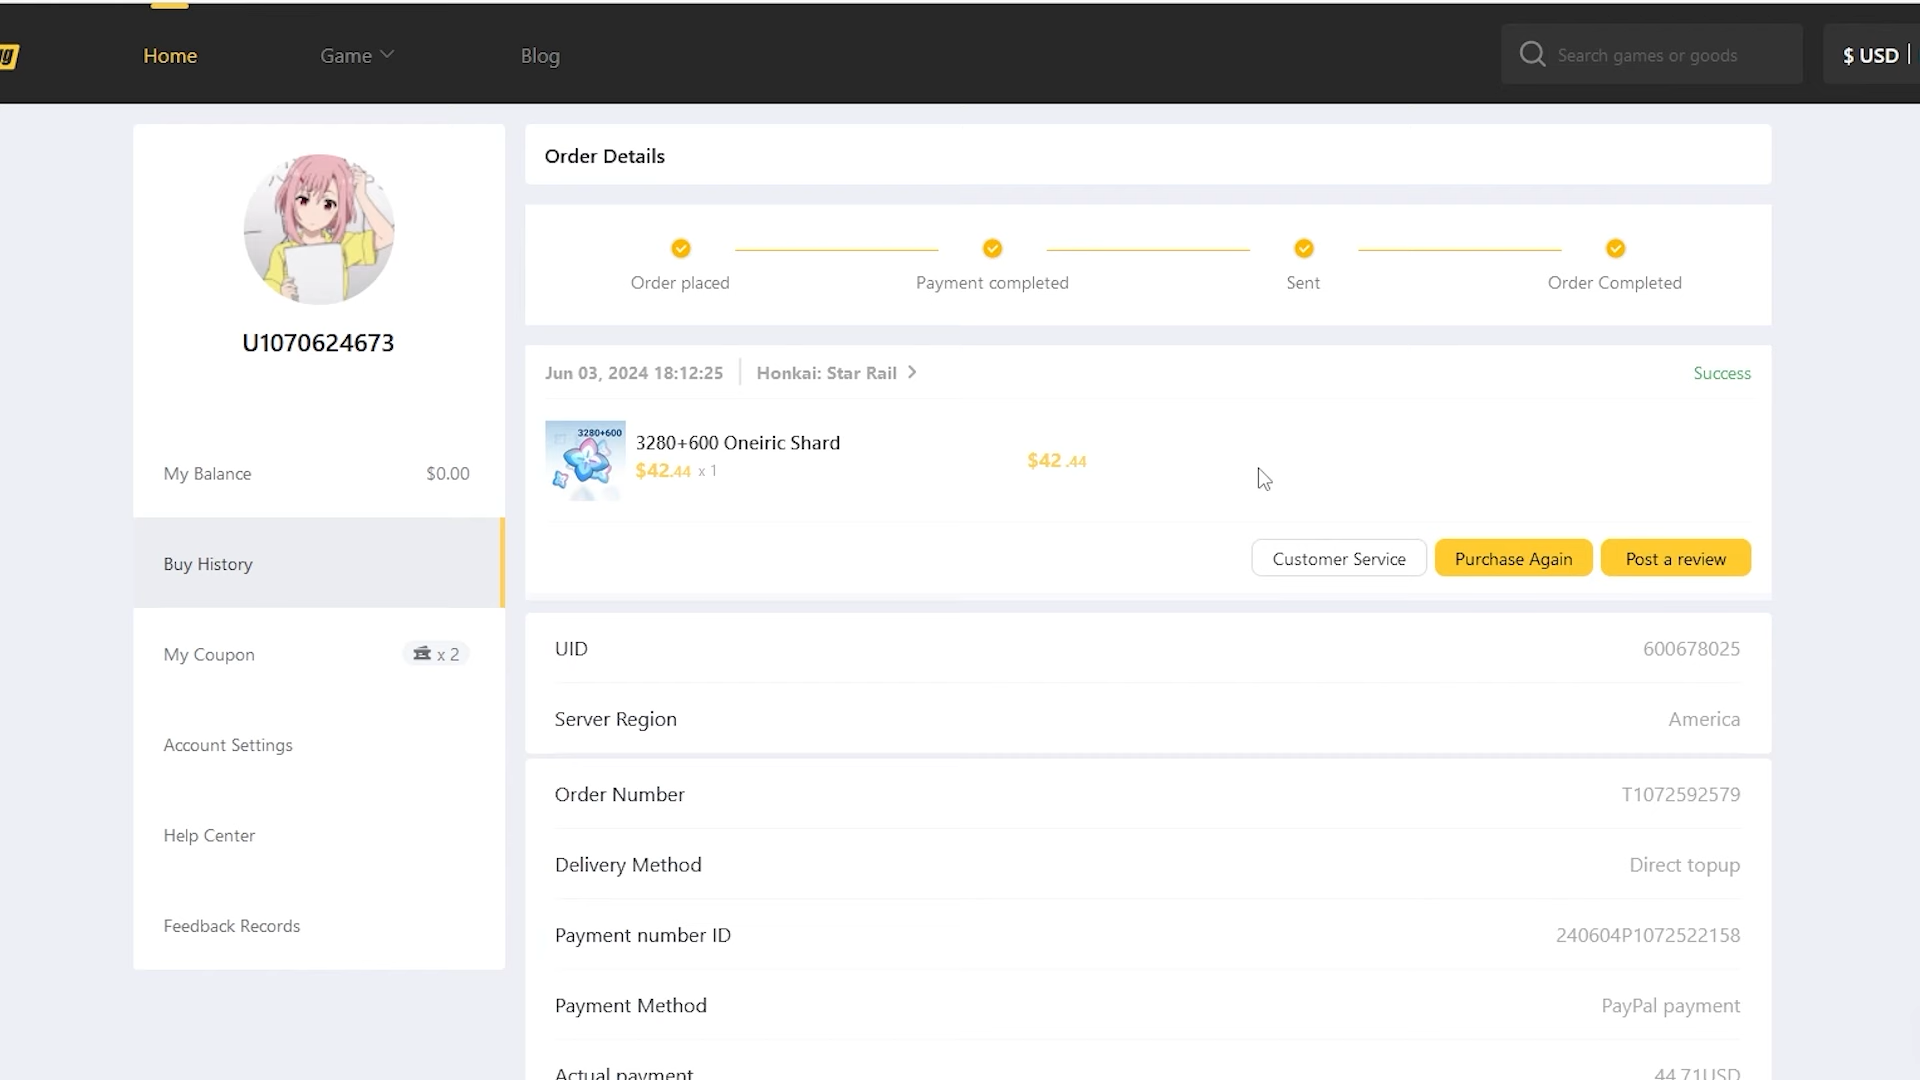 Home
Game
Blog
Search games or goods
$ USD |
U1070624673
My Balance
$0.00
Buy History
My Coupon
x 2
Account Settings
Help Center
Feedback Records
Order Details
Order placed
Payment completed
Sent
Order Completed
Jun 03, 2024 18:12:25
Honkai: Star Rail
Success
3280+600
3280+600 Oneiric Shard
$42.44 x 1
$42.44
Customer Service
Purchase Again
Post a review
UID
600678025
Server Region
America
Order Number
T1072592579
Delivery Method
Direct topup
Payment number ID
240604P1072522158
Payment Method
PayPal payment
Actual payment
44.71USD